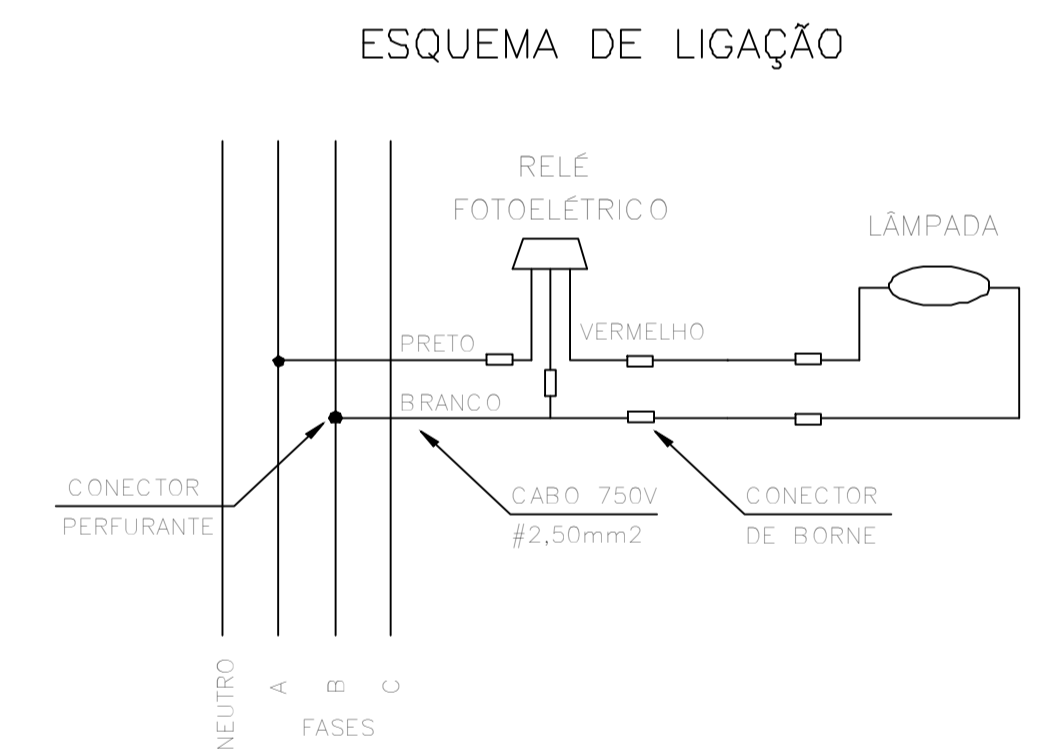 ESQUEMA DE LIGAÇÃO
RELÉ
FOTOELÉTRICO
LÂMPADA
PRETO
VERMELHO
BRANCO
CONECTOR
PERFURANTE
CABO 750V
#2,50mm2
CONECTOR
DE BORNE
NEUTRO
A
B
C
FASES